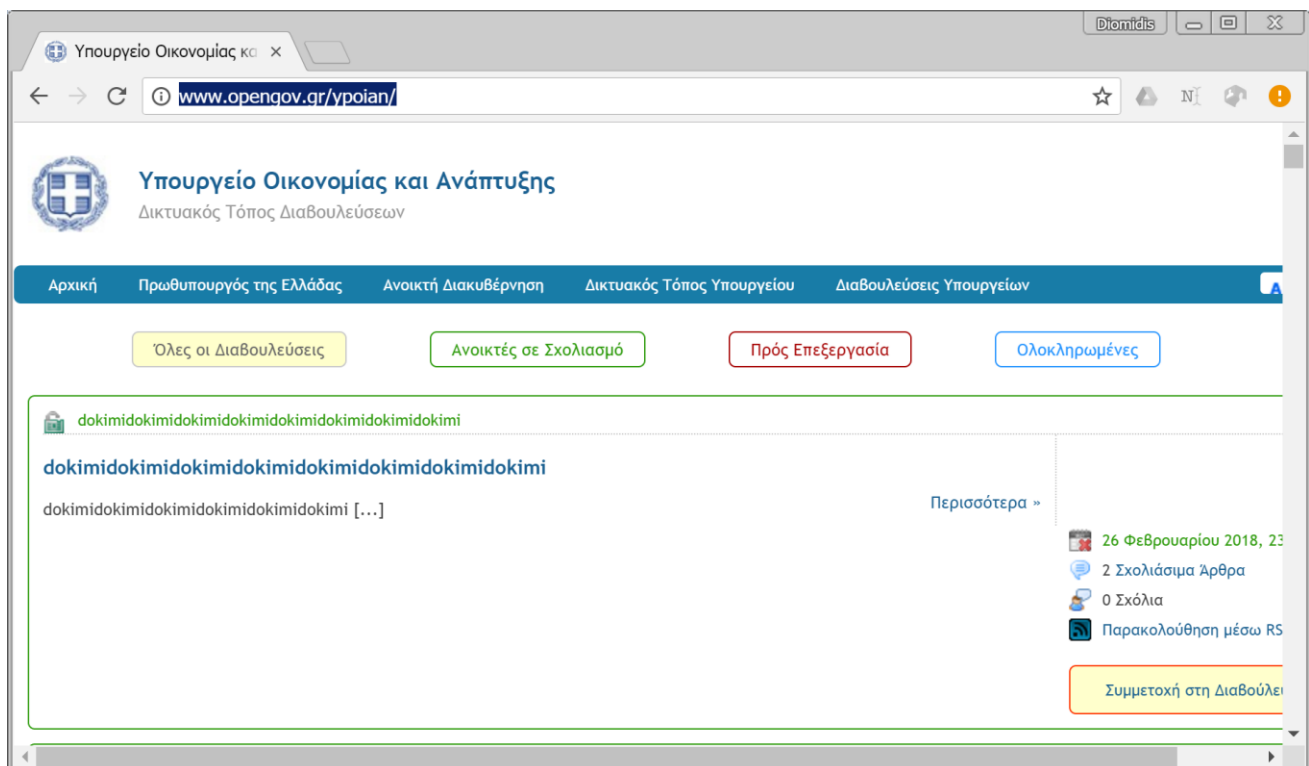 Diomidis
Υπουργείο Οικονομίας κα
www.opengov.gr/ypoian/
Υπουργείο Οικονομίας και Ανάπτυξης
Δικτυακός Τόπος Διαβουλεύσεων
Αρχική Πρωθυπουργός της Ελλάδας Ανοικτή Διακυβέρνηση Δικτυακός Τόπος Υπουργείου Διαβουλεύσεις Υπουργείων A
Όλες οι Διαβουλεύσεις Ανοικτές σε Σχολιασμό Πρός Επεξεργασία Ολοκληρωμένες
dokimidokimidokimidokimidokimidokimidokimidokimi
dokimidokimidokimidokimidokimidokimidokimidokimi
dokimidokimidokimidokimidokimidokimi [...]
Περισσότερα »
26 Φεβρουαρίου 2018, 23
2 Σχολιάσιμα Άρθρα
0 Σχόλια
Παρακολούθηση μέσω RS
Συμμετοχή στη Διαβούλε